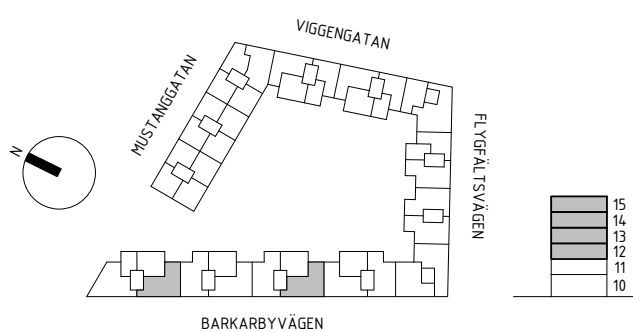 VIGGENGATAN
MUSTANGGATAN
FLYGFÄLTSVÄGEN
N
15
14
13
12
11
10
BARKARBYVÄGEN